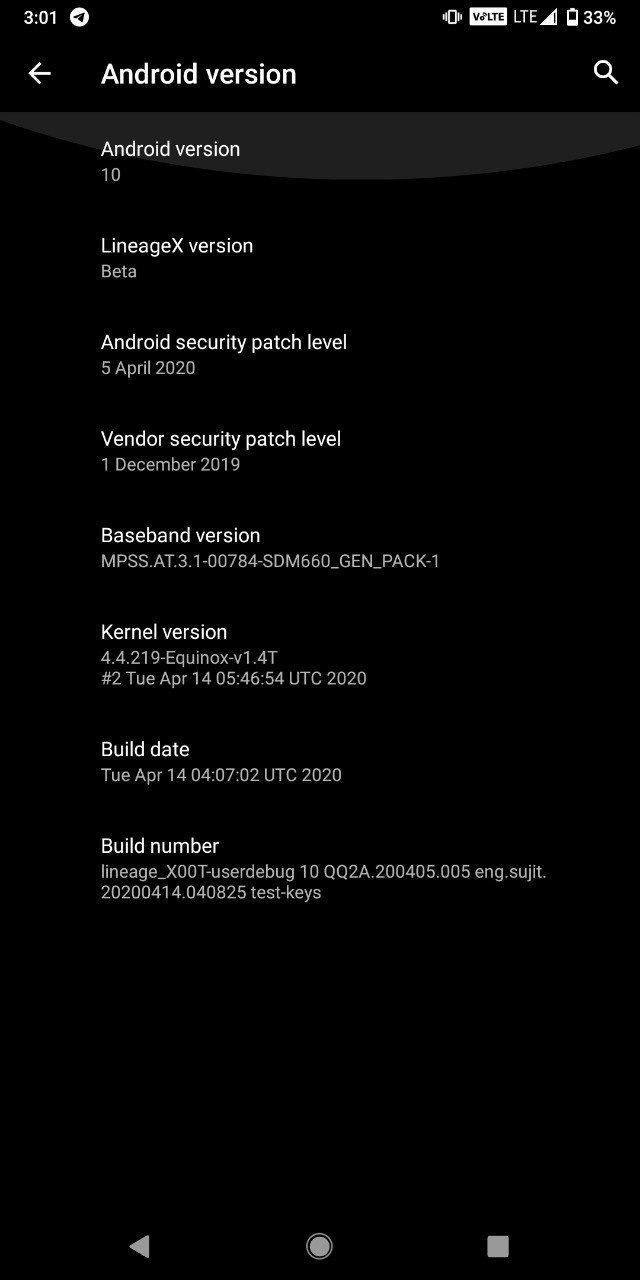 3:01 VoLTE LTE 33%
Android version
Android version
10
LineageX version
Beta
Android security patch level
5 April 2020
Vendor security patch level
1 December 2019
Baseband version
MPSS.AT.3.1-00784-SDM660_GEN_PACK-1
Kernel version
4.4.219-Equinox-v1.4T
#2 Tue Apr 14 05:46:54 UTC 2020
Build date
Tue Apr 14 04:07:02 UTC 2020
Build number
lineage_X00T-userdebug 10 QQ2A.200405.005 eng.sujit.
20200414.040825 test-keys